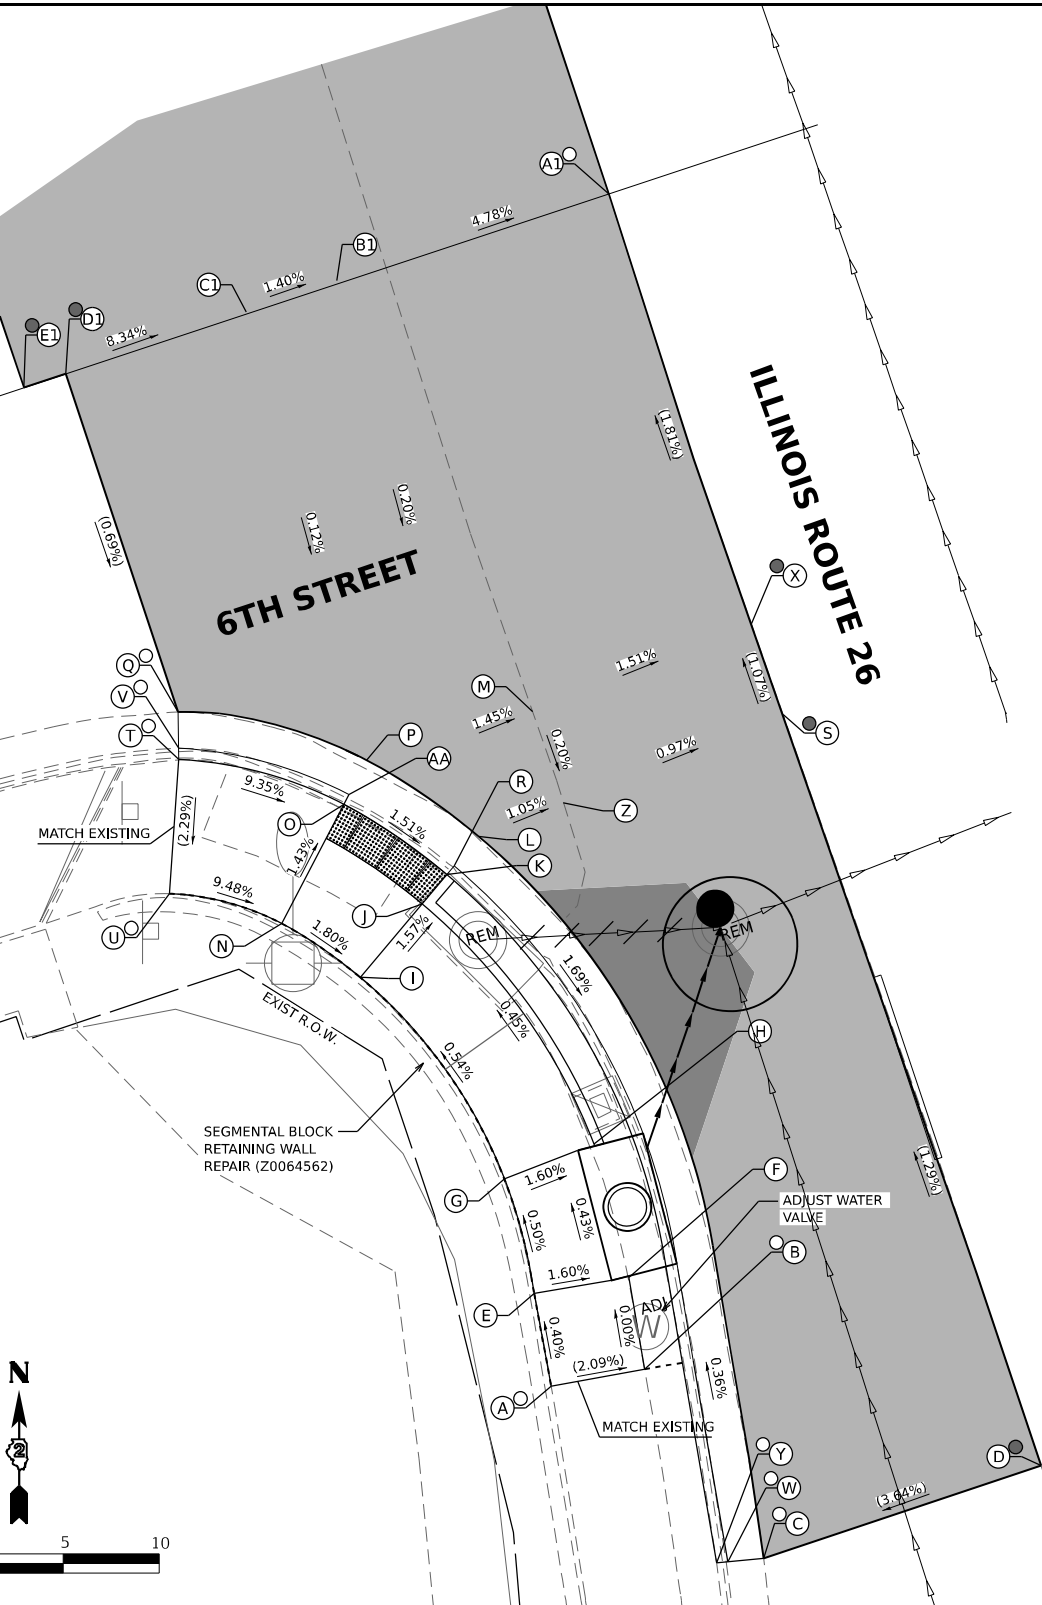 A1
4.78%
B1
1.40%
C1
D1
E1
8.34%
(1.81%)
ILLINOIS ROUTE 26
0.20%
0.12%
(0.69%)
6TH STREET
X
1.51%
(1.07%)
Q
V
T
M
1.45%
S
P
0.20%
0.97%
AA
R
9.35%
1.05%
Z
MATCH EXISTING
(2.29%)
O
1.51%
L
1.43%
K
9.48%
J
U
N
1.80%
1.57%
REM
REM
I
1.69%
EXIST R.O.W.
0.45%
H
0.54%
SEGMENTAL BLOCK
RETAINING WALL
REPAIR (Z0064562)
(1.29%)
F
1.60%
G
ADJUST WATER
VALVE
0.43%
0.50%
B
1.60%
E
ADJ
W
0.00%
0.40%
(2.09%)
0.36%
N
A
MATCH EXISTING
2
Y
D
W
(3.64%)
C
5
10